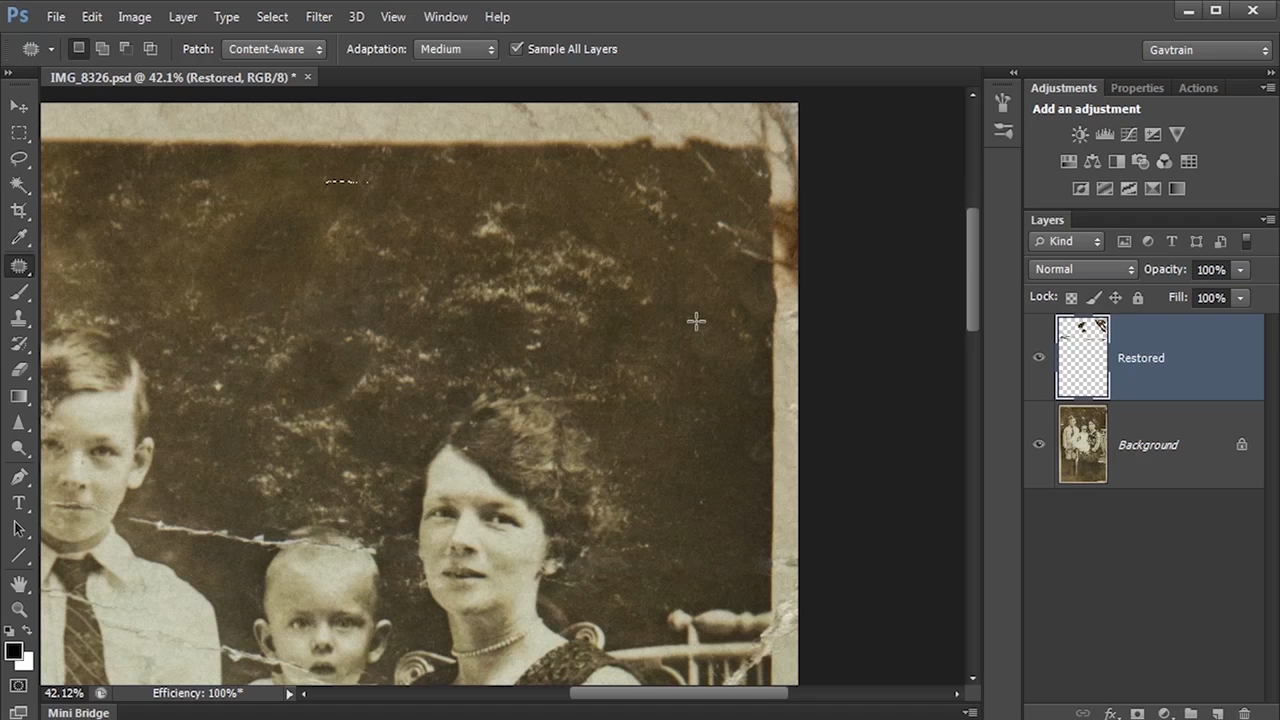 Ps File Edit Image Layer Type Select Filter 3D View Window Help
Patch: Content-Aware Adaptation: Medium Sample All Layers Gavtrain
IMG_8326.psd @ 42.1% (Restored, RGB/8) * ×
Adjustments Properties Actions
Add an adjustment
Layers
Kind
Normal Opacity: 100%
Lock: Fill: 100%
Restored
Background
fx
42.12% Efficiency: 100%*
Mini Bridge